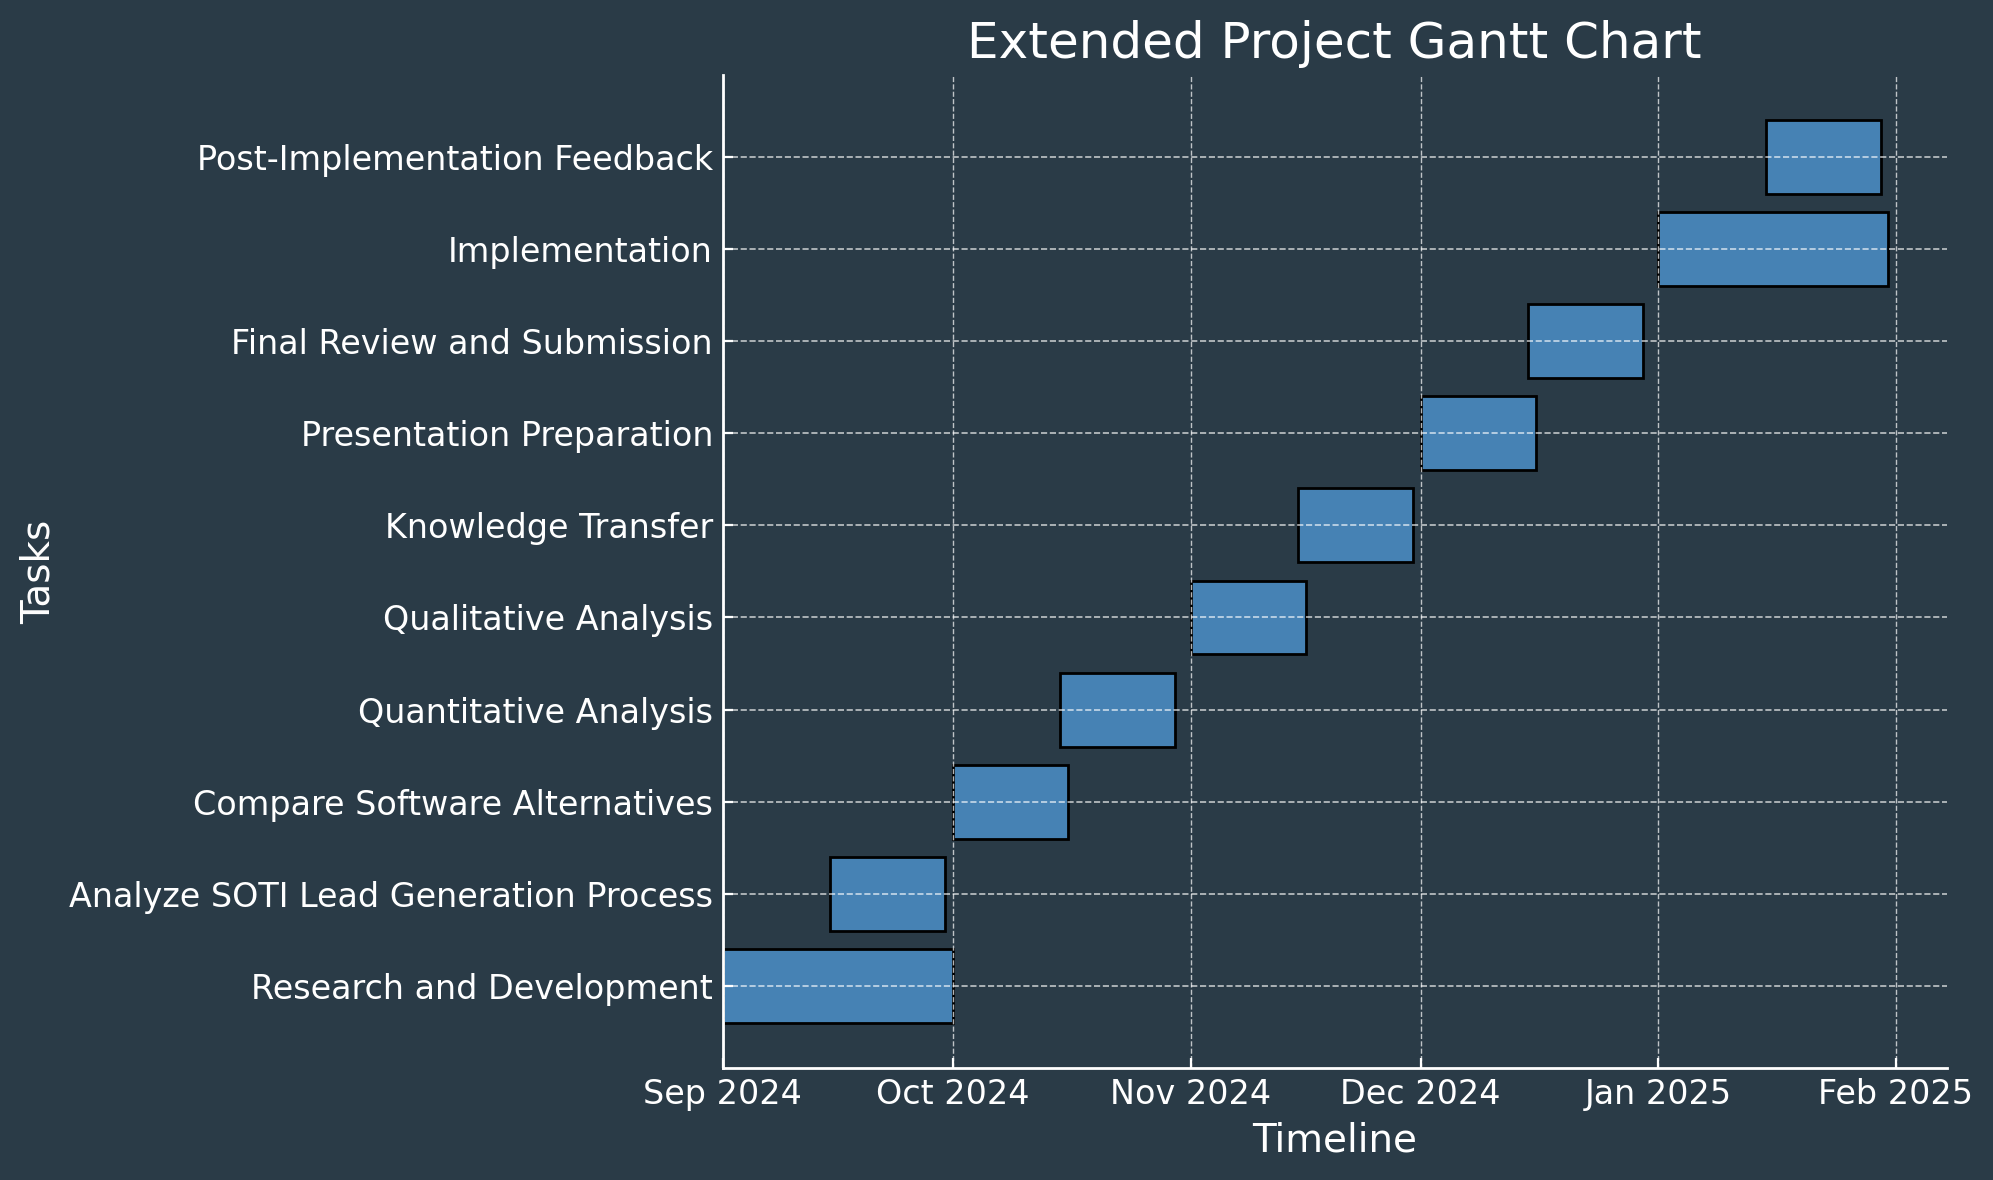 Extended Project Gantt Chart
Post-Implementation Feedback
Implementation
Final Review and Submission
Presentation Preparation
Knowledge Transfer
Qualitative Analysis
Quantitative Analysis
Compare Software Alternatives
Analyze SOTI Lead Generation Process
Research and Development
Tasks
Sep 2024 Oct 2024 Nov 2024 Dec 2024 Jan 2025 Feb 2025
Timeline